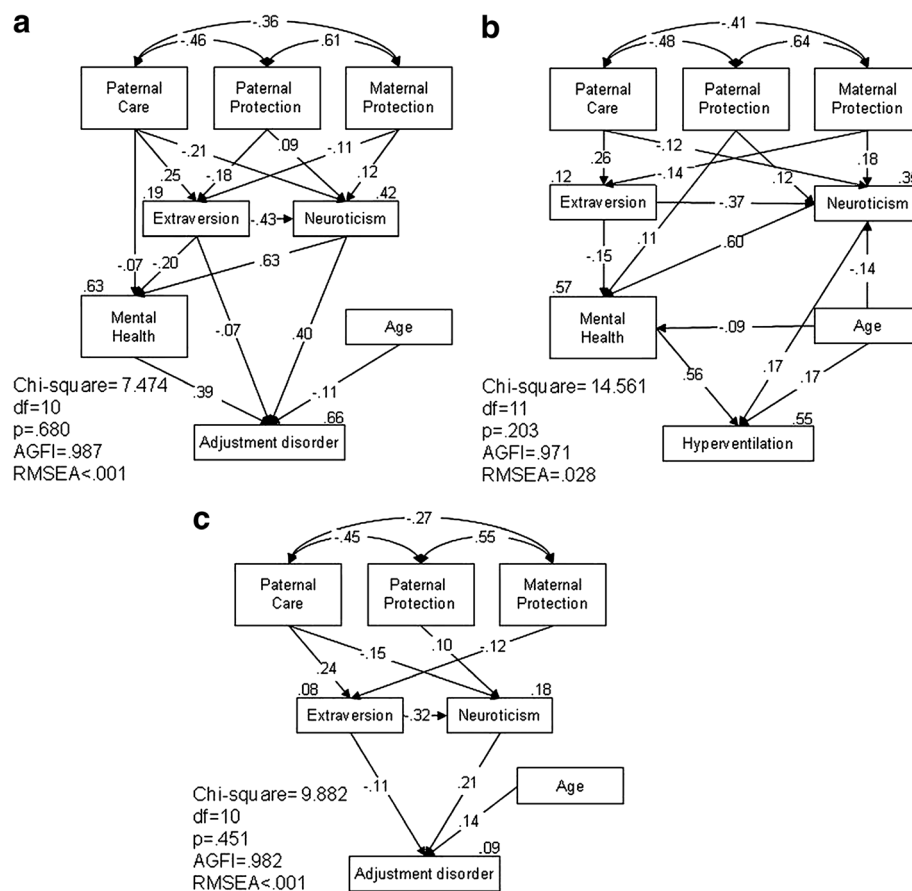 a
-.36
-.46
.61
Paternal
Care
Paternal
Protection
Maternal
Protection
-.21
.09
-.11
.25
-.18
.12
.19
.42
Extraversion
-.43
Neuroticism
-.07
-.20
.63
.63
Mental
Health
-.07
.40
Age
.39
-.11
.66
Adjustment disorder
Chi-square= 7.474
df=10
p=.680
AGFI=.987
RMSEA<.001
b
-.41
-.48
.64
Paternal
Care
Paternal
Protection
Maternal
Protection
.26
-.12
-.14
.18
.12
.12
Extraversion
-.37
Neuroticism
-.15
.11
.60
-.14
.57
Mental
Health
-.09
Age
.56
.17
.17
.55
Hyperventilation
Chi-square= 14.561
df=11
p=.203
AGFI=.971
RMSEA=.028
c
-.27
-.45
.55
Paternal
Care
Paternal
Protection
Maternal
Protection
.24
-.15
.10
-.12
.08
.18
Extraversion
-.32
Neuroticism
-.11
.21
Age
.14
.09
Adjustment disorder
Chi-square= 9.882
df=10
p=.451
AGFI=.982
RMSEA<.001